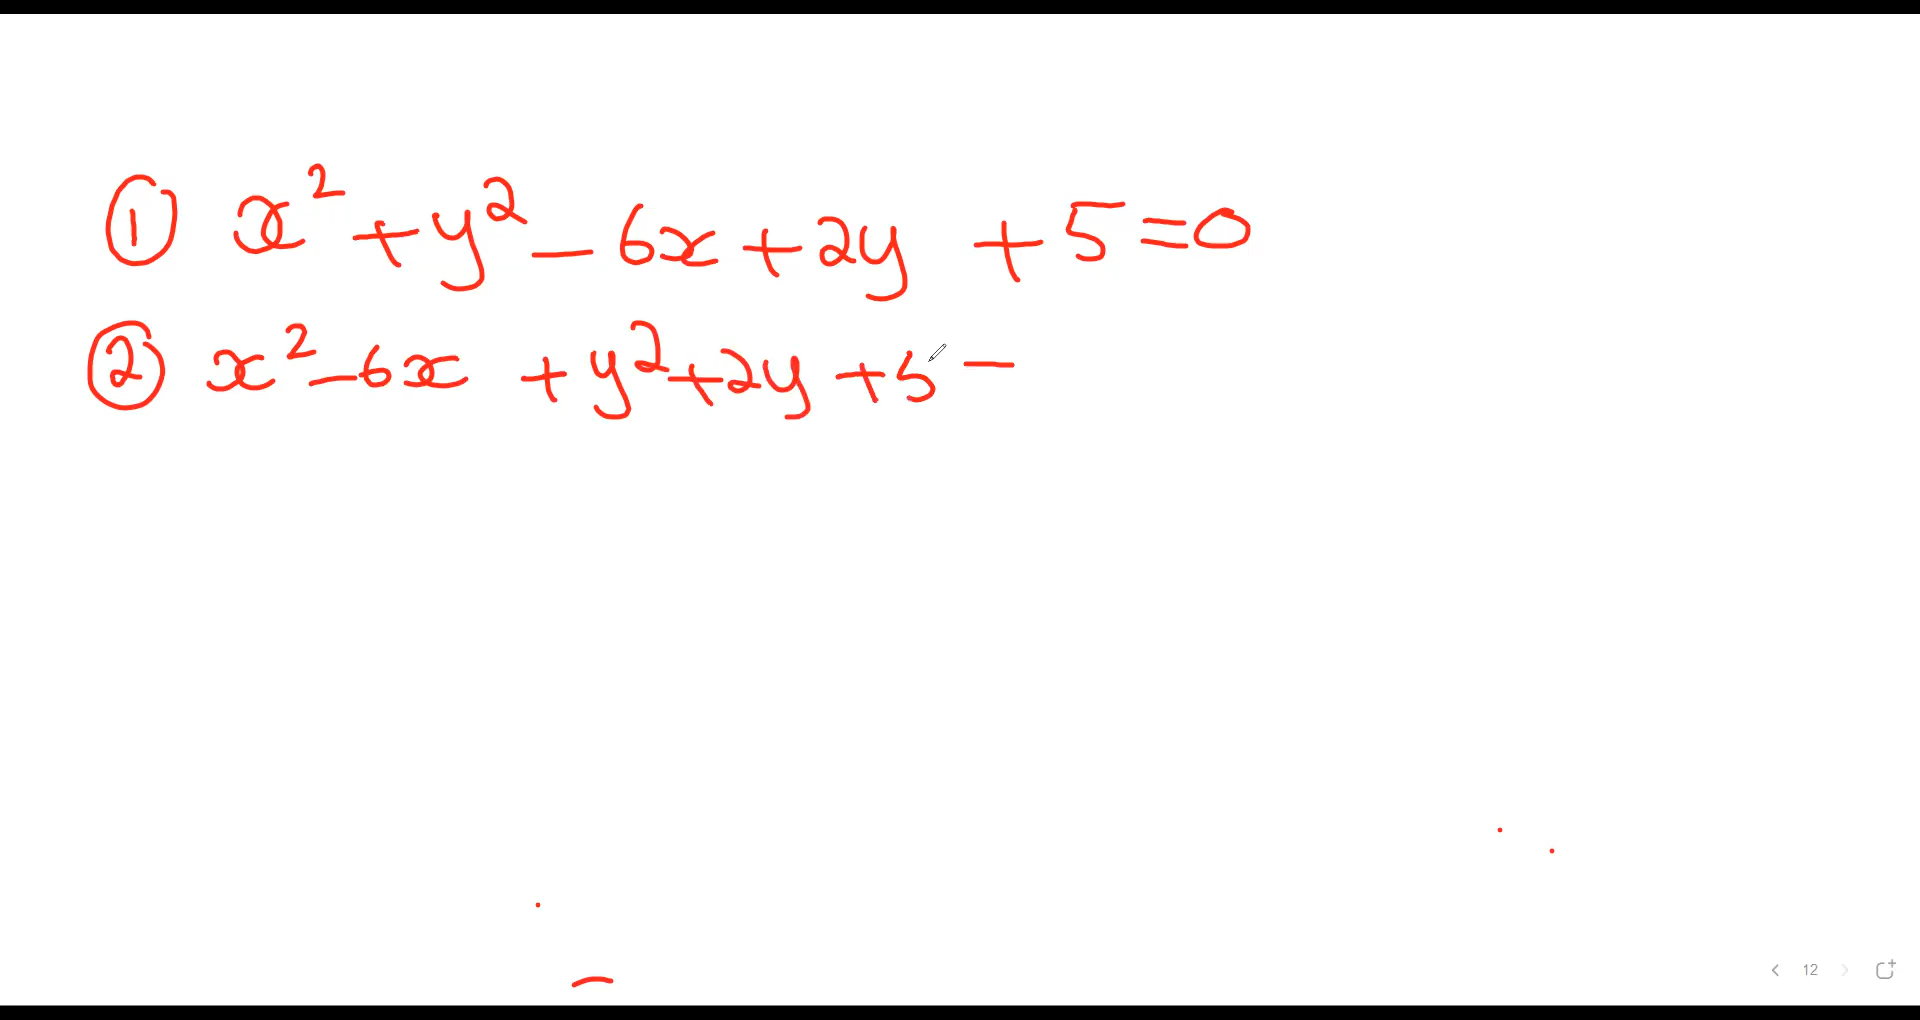 ① x² + y² - 6x + 2y + 5 = 0
② x² - 6x + y² + 2y + 5 -
12